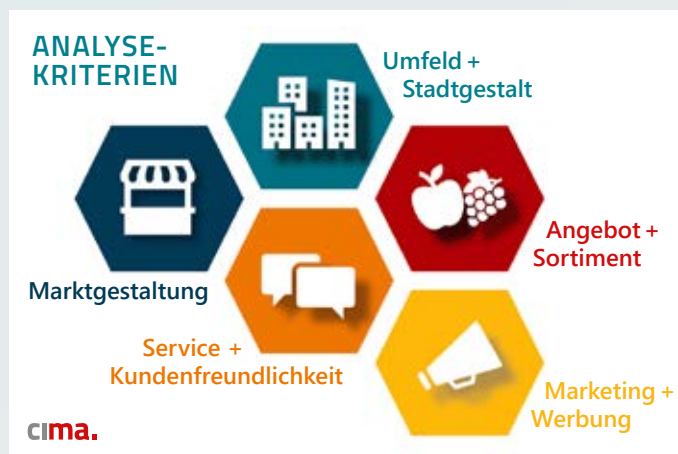 ANALYSE-
KRITERIEN
Umfeld +
Stadtgestalt
Angebot +
Sortiment
Marktgestaltung
Service +
Kundenfreundlichkeit
Marketing +
Werbung
cima.